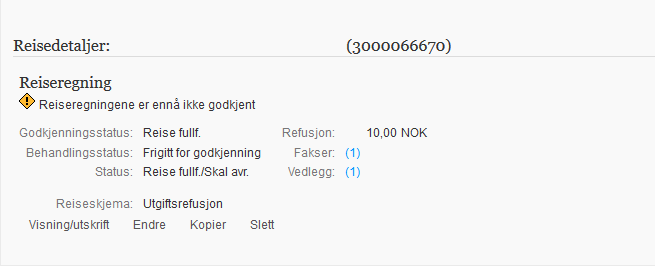 Reisedetaljer: (3000066670)
Reiseregning
Reiseregningene er ennå ikke godkjent
Godkjenningsstatus: Reise fullf. Refusjon: 10,00 NOK
Behandlingsstatus: Frigitt for godkjenning Fakser: (1)
Status: Reise fullf./Skal avr. Vedlegg: (1)
Reiseskjema: Utgiftsrefusjon
Visning/utskrift Endre Kopier Slett